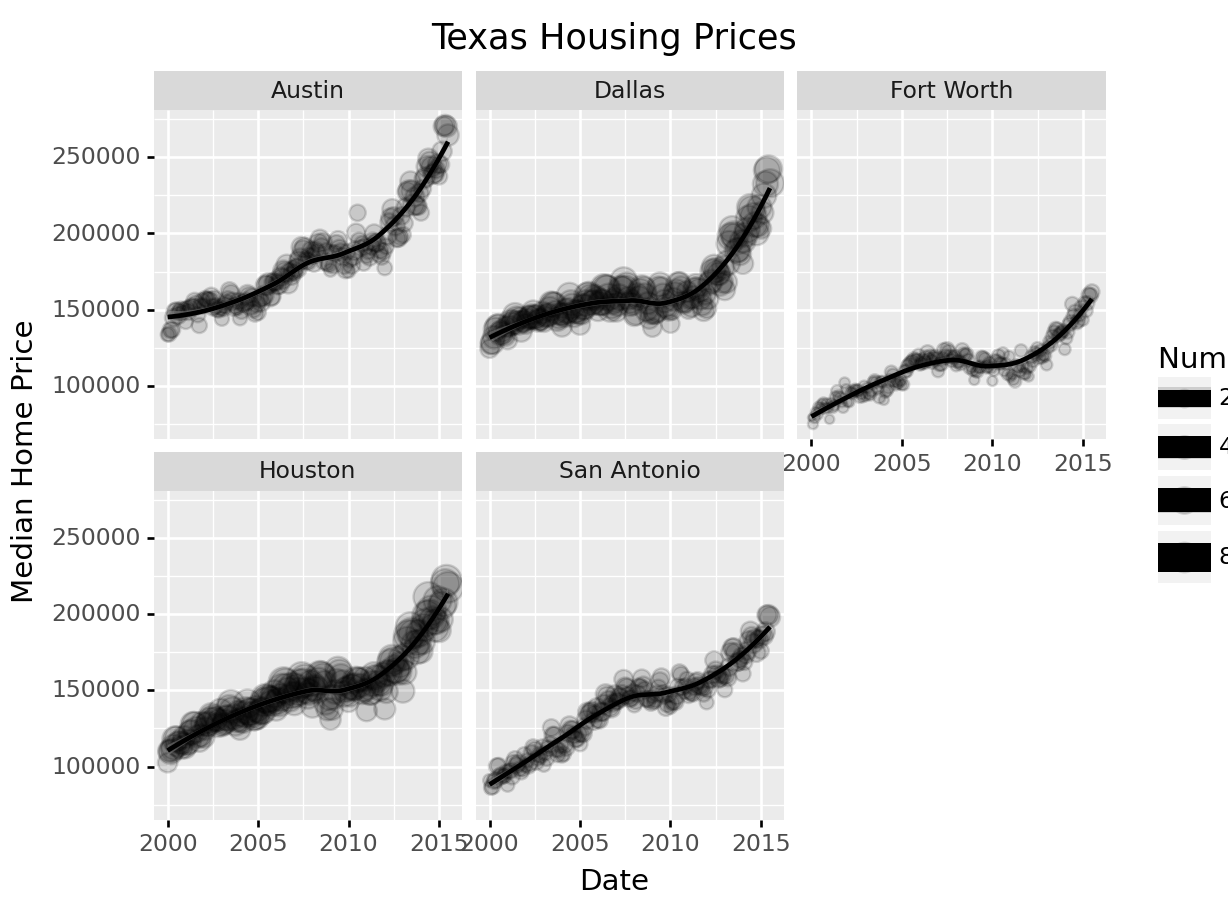 Texas Housing Prices
Austin
Dallas
Fort Worth
250000
200000
150000
100000
2000 2005 2010 2015
Houston
San Antonio
250000
200000
150000
100000
2000 2005 2010 2015
2000 2005 2010 2015
Median Home Price
Date
Num
2
4
6
8